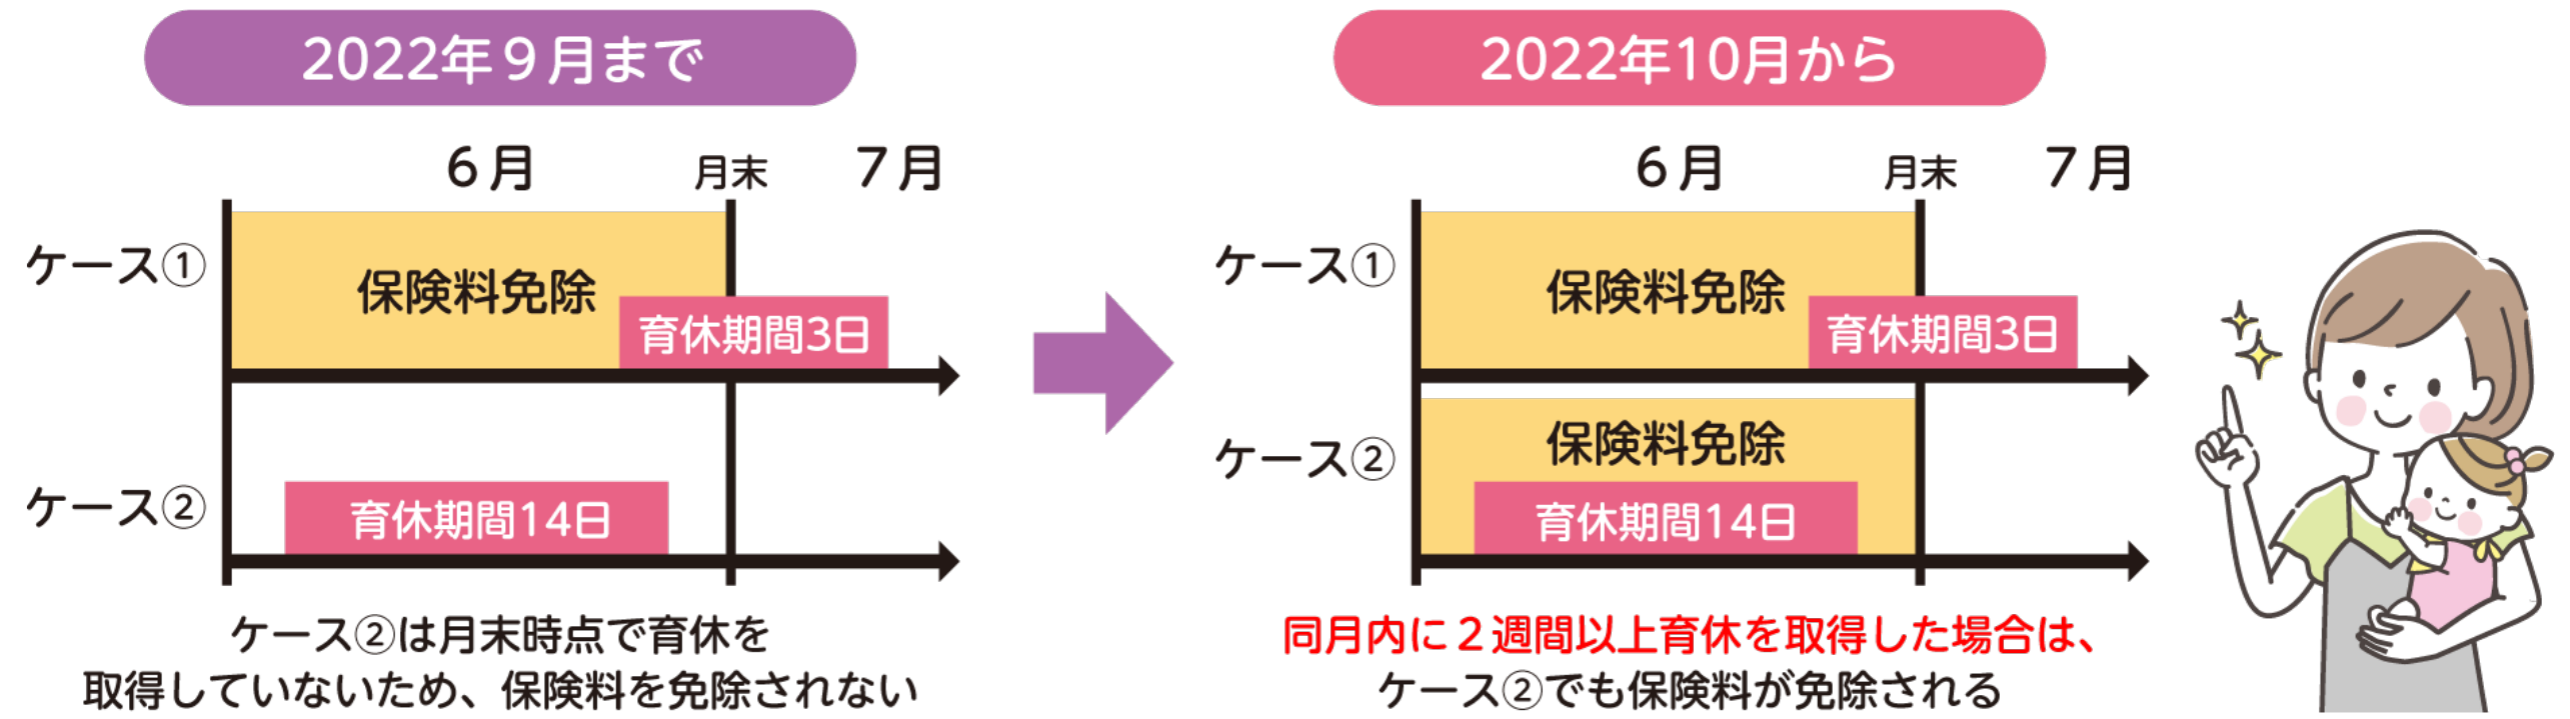 2022年９月まで
６月 月末 ７月
ケース①
保険料免除
育休期間3日
ケース②
育休期間14日
ケース②は月末時点で育休を
取得していないため、保険料を免除されない
2022年10月から
６月 月末 ７月
ケース①
保険料免除
育休期間3日
ケース②
保険料免除
育休期間14日
同月内に２週間以上育休を取得した場合は、
ケース②でも保険料が免除される